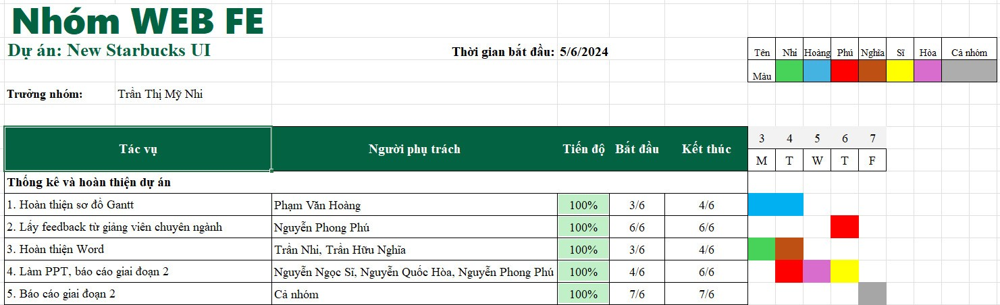 Nhóm WEB FE
Dự án: New Starbucks UI
Thời gian bắt đầu: 5/6/2024
Tên Nhi Hoàng Phú Nghĩa Sĩ Hòa Cả nhóm
Màu
Trưởng nhóm: Trần Thị Mỹ Nhi
Tác vụ Người phụ trách Tiến độ Bắt đầu Kết thúc
3 4 5 6 7
M T W T F
Thống kê và hoàn thiện dự án
1. Hoàn thiện sơ đồ Gantt Phạm Văn Hoàng 100% 3/6 4/6
2. Lấy feedback từ giảng viên chuyên ngành Nguyễn Phong Phú 100% 6/6 6/6
3. Hoàn thiện Word Trần Nhi, Trần Hữu Nghĩa 100% 3/6 4/6
4. Làm PPT, báo cáo giai đoạn 2 Nguyễn Ngọc Sĩ, Nguyễn Quốc Hòa, Nguyễn Phong Phú 100% 4/6 6/6
5. Báo cáo giai đoạn 2 Cả nhóm 100% 7/6 7/6